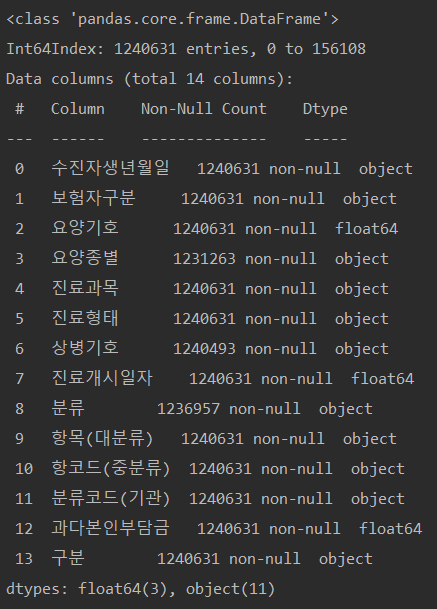 <class 'pandas.core.frame.DataFrame'>
Int64Index: 1240631 entries, 0 to 156108
Data columns (total 14 columns):
 #   Column    Non-Null Count    Dtype
---  ------    --------------    -----
 0   수진자생년월일   1240631 non-null  object
 1   보험자구분     1240631 non-null  object
 2   요양기호      1240631 non-null  float64
 3   요양종별      1231263 non-null  object
 4   진료과목      1240631 non-null  object
 5   진료형태      1240631 non-null  object
 6   상병기호      1240493 non-null  object
 7   진료개시일자    1240631 non-null  float64
 8   분류        1236957 non-null  object
 9   항목(대분류)   1240631 non-null  object
 10  항코드(중분류)  1240631 non-null  object
 11  분류코드(기관)  1240631 non-null  object
 12  과다본인부담금   1240631 non-null  float64
 13  구분        1240631 non-null  object
dtypes: float64(3), object(11)